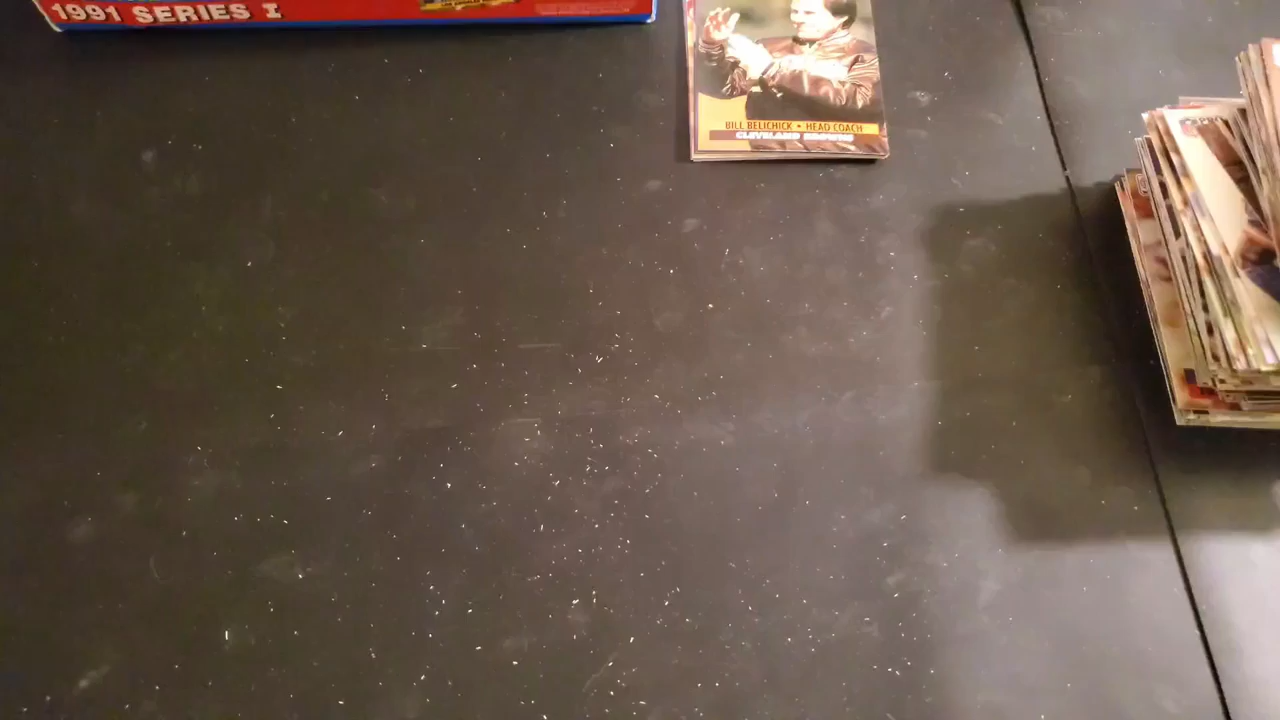 1991 SERIES I
BILL BELICHICK • HEAD COACH
CLEVELAND BROWNS